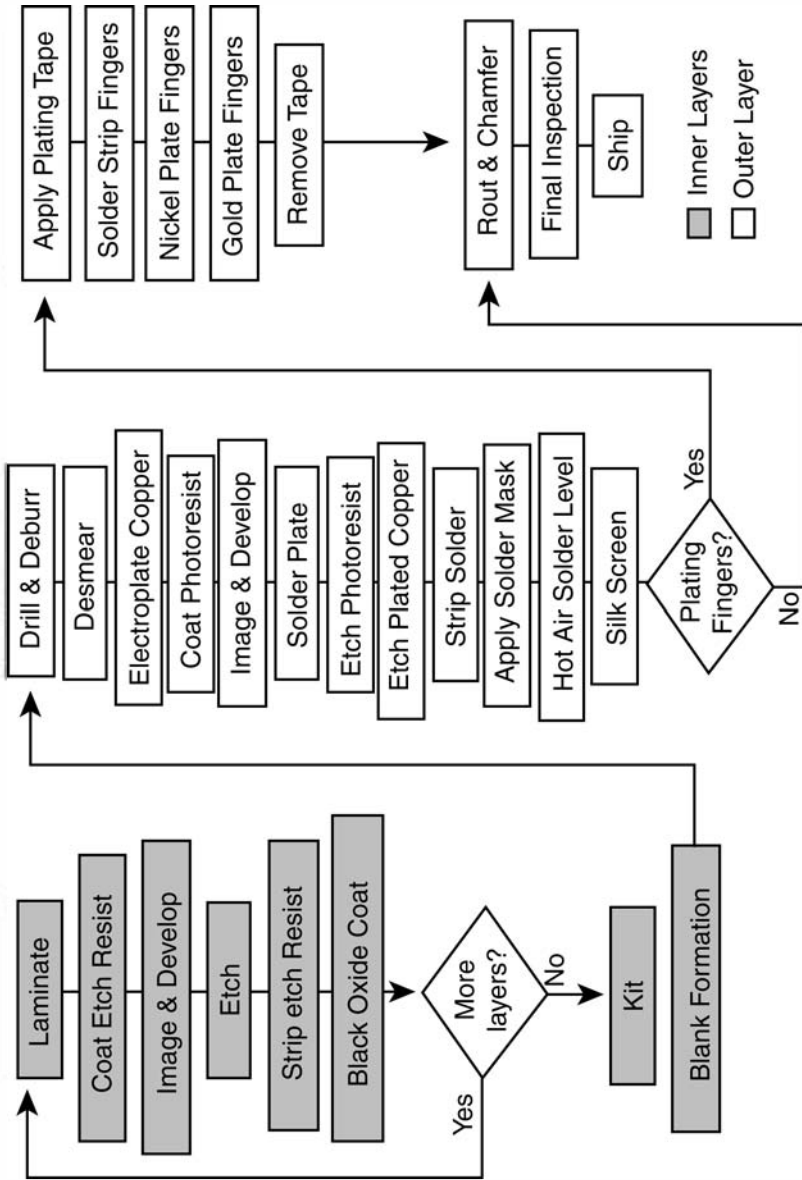 Laminate
Coat Etch Resist
Image & Develop
Etch
Strip etch Resist
Black Oxide Coat
More
layers?
Yes
No
Kit
Blank Formation
Drill & Deburr
Desmear
Electroplate Copper
Coat Photoresist
Image & Develop
Solder Plate
Etch Photoresist
Etch Plated Copper
Strip Solder
Apply Solder Mask
Hot Air Solder Level
Silk Screen
Plating
Fingers?
Yes
No
Apply Plating Tape
Solder Strip Fingers
Nickel Plate Fingers
Gold Plate Fingers
Remove Tape
Rout & Chamfer
Final Inspection
Ship
Inner Layers
Outer Layer